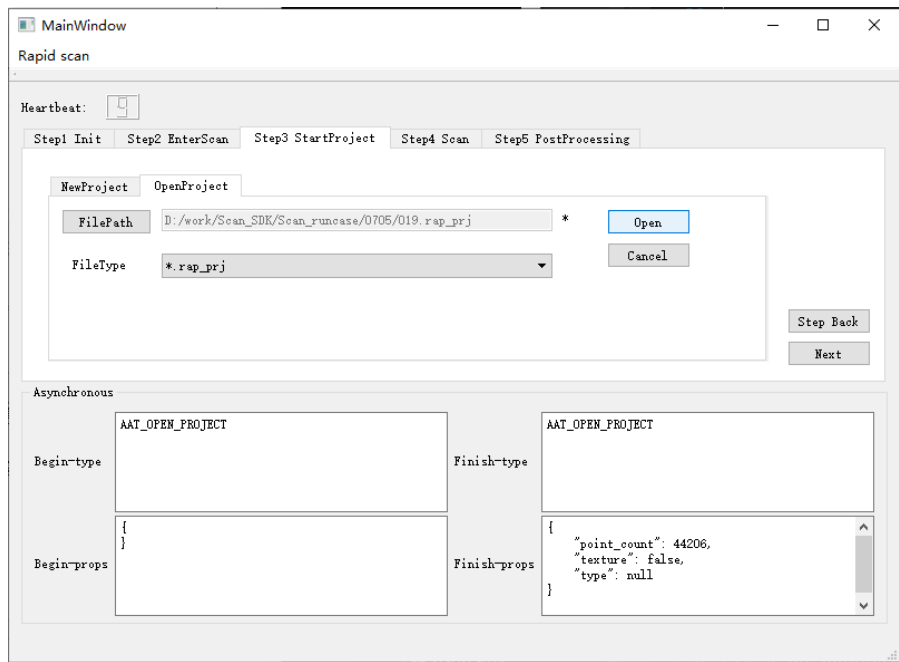 MainWindow
Rapid scan
Heartbeat: 9
Step1 Init Step2 EnterScan Step3 StartProject Step4 Scan Step5 PostProcessing
NewProject OpenProject
FilePath D:/work/Scan_SDK/Scan_runcase/0705/019.rap_prj * Open
Cancel
FileType *.rap_prj
Step Back
Next
Asynchronous
Begin-type AAT_OPEN_PROJECT
Finish-type AAT_OPEN_PROJECT
Begin-props {
}
Finish-props {
"point_count": 44206,
"texture": false,
"type": null
}